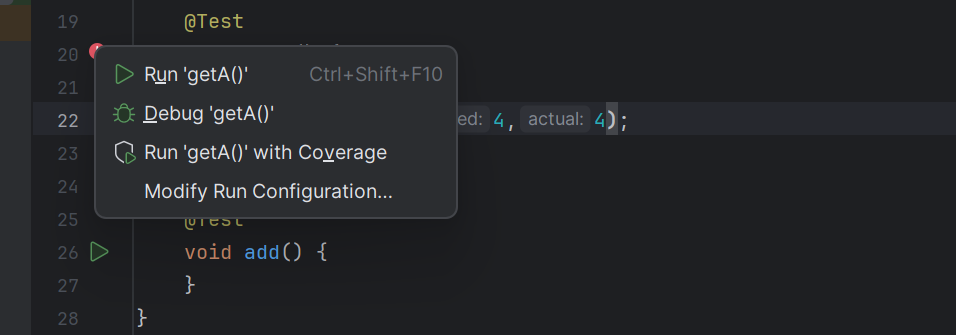 19 @Test
20
Run 'getA()' Ctrl+Shift+F10
21
Debug 'getA()'
22 ed: 4, actual: 4);
23
Run 'getA()' with Coverage
24
Modify Run Configuration...
25 @Test
26 void add() {
27 }
28 }